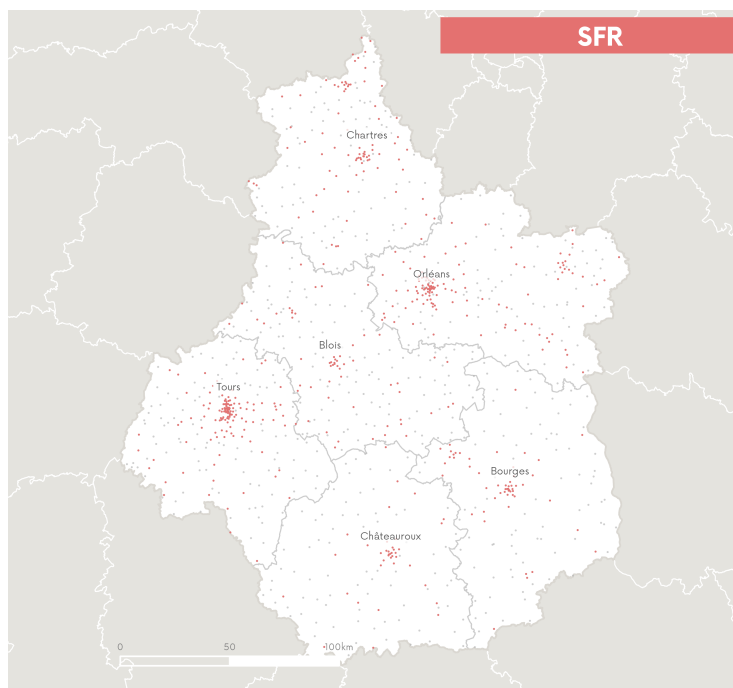 SFR
Chartres
Orléans
Blois
Tours
Bourges
Châteauroux
0 50 100km